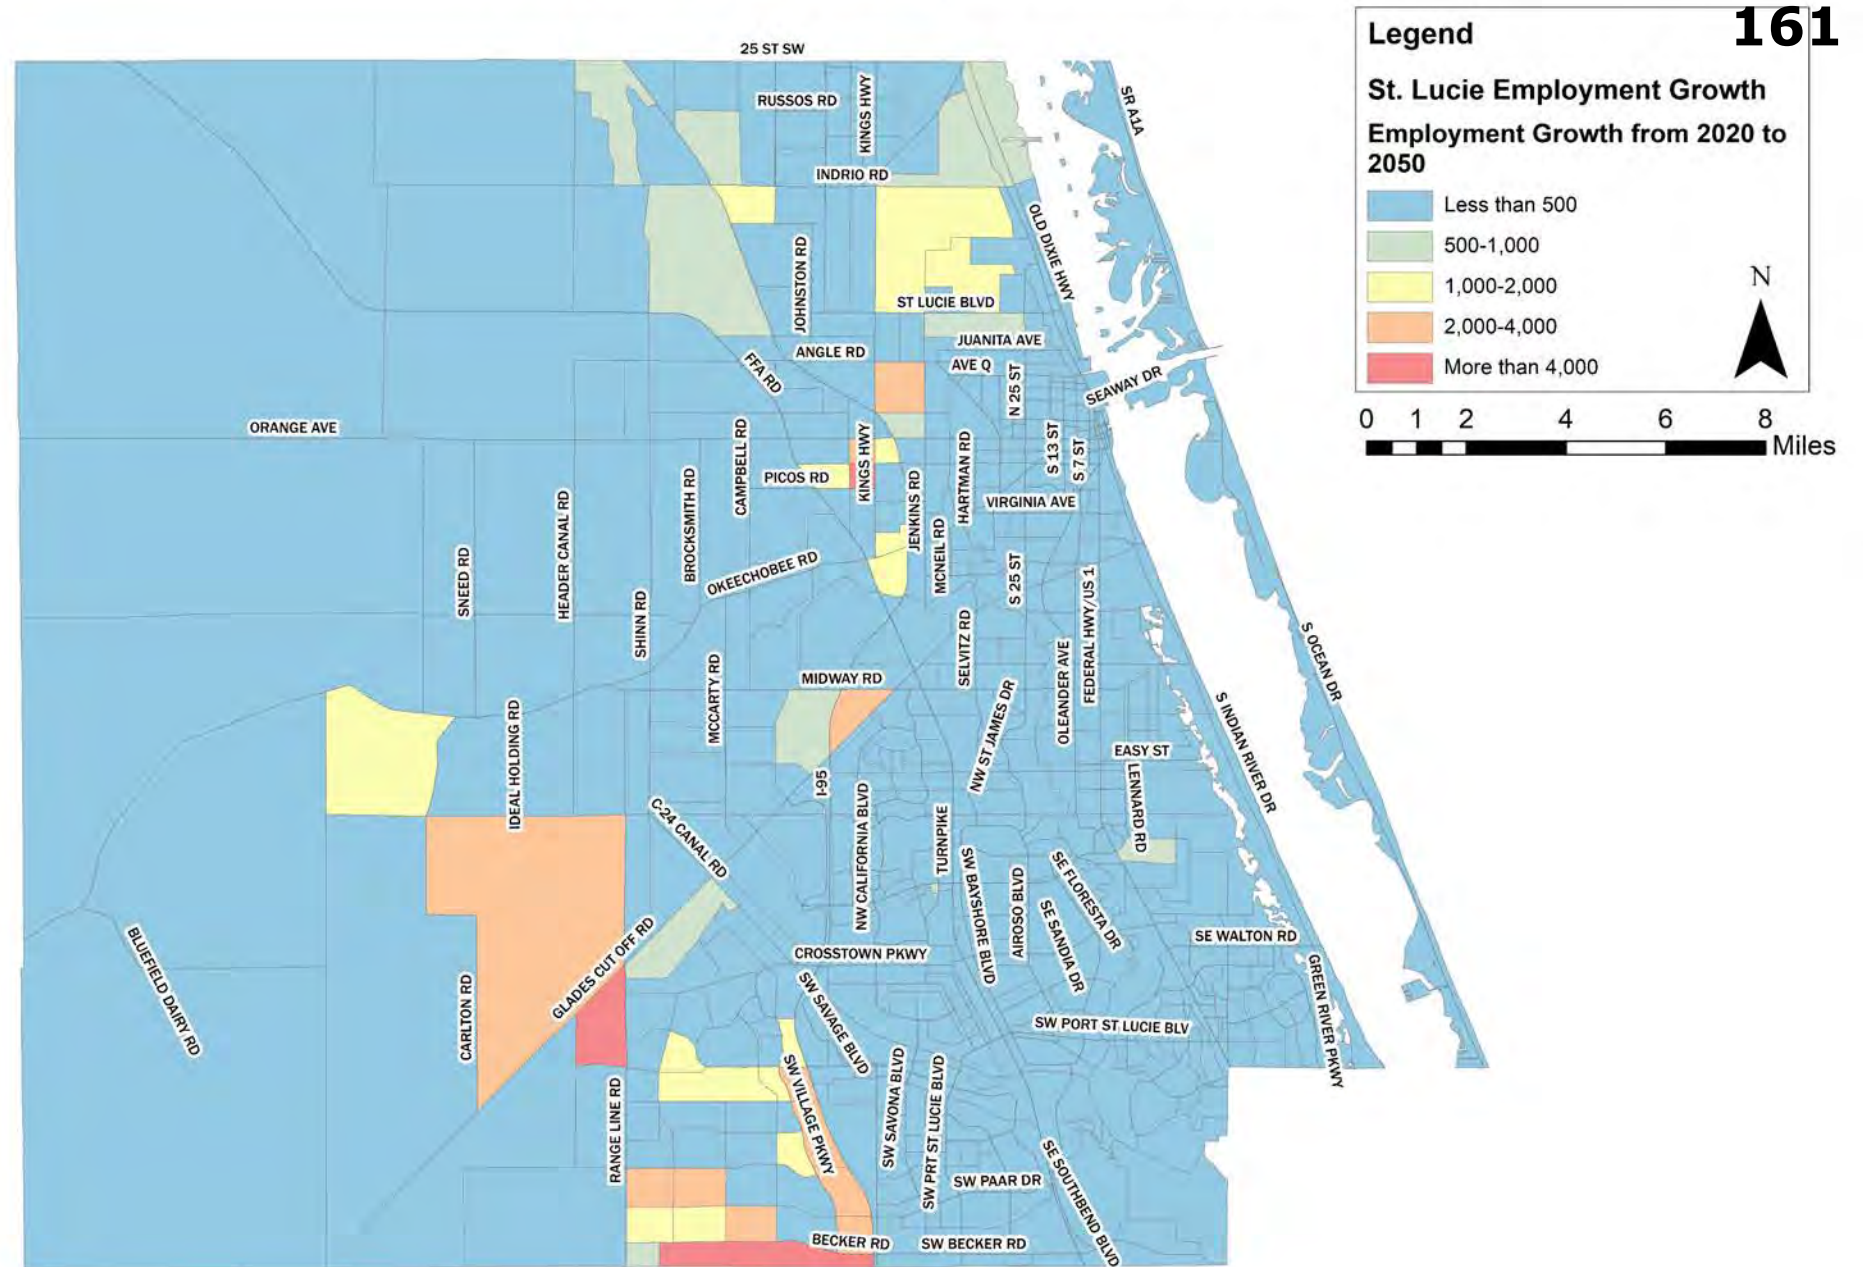 161
Legend
St. Lucie Employment Growth
Employment Growth from 2020 to
2050
Less than 500
500-1,000
1,000-2,000
2,000-4,000
More than 4,000
N
0 1 2 4 6 8 Miles
25 ST SW
RUSSOS RD
KINGS HWY
SR A1A
INDRIO RD
OLD DIXIE HWY
JOHNSTON RD
ST LUCIE BLVD
JUANITA AVE
ANGLE RD
AVE Q
FFA RD
N 25 ST
SEAWAY DR
ORANGE AVE
CAMPBELL RD
KINGS HWY
HARTMAN RD
S 13 ST
S 7 ST
PICOS RD
BROCKSMITH RD
JENKINS RD
VIRGINIA AVE
HEADER CANAL RD
SNEED RD
OKEECHOBEE RD
MCNEIL RD
S 25 ST
SHINN RD
SELVITZ RD
FEDERAL HWY/US 1
OLEANDER AVE
S OCEAN DR
MCCARTY RD
MIDWAY RD
NW ST JAMES DR
S INDIAN RIVER DR
IDEAL HOLDING RD
EASY ST
I-95
LENNARD RD
C-24 CANAL RD
NW CALIFORNIA BLVD
TURNPIKE
SW BAYSHORE BLVD
AIROSO BLVD
SE FLORESTA DR
SE SANDIA DR
BLUEFIELD DAIRY RD
GLADES CUT OFF RD
CROSSTOWN PKWY
SE WALTON RD
CARLTON RD
SW SAVAGE BLVD
GREEN RIVER PKWY
SW PORT ST LUCIE BLV
SW VILLAGE PKWY
SW SAVONA BLVD
SW PRT ST LUCIE BLVD
RANGE LINE RD
SW PAAR DR
SE SOUTHBEND BLVD
BECKER RD
SW BECKER RD